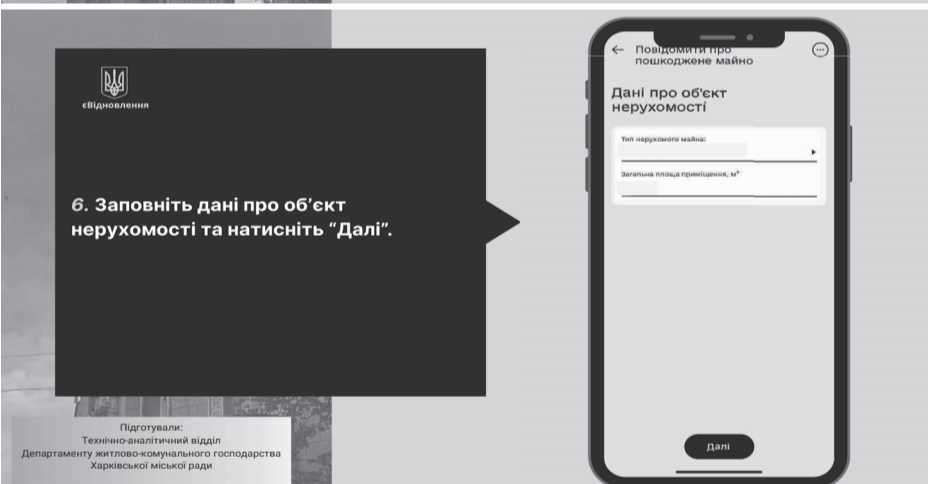 єВідновлення
6. Заповніть дані про об’єкт
нерухомості та натисніть “Далі”.
Підготували:
Технічно-аналітичний відділ
Департаменту житлово-комунального господарства
Харківської міської ради
Повідомити про
пошкоджене майно
Дані про об’єкт
нерухомості
Тип нерухомого майна:
Загальна площа приміщення, м²
Далі